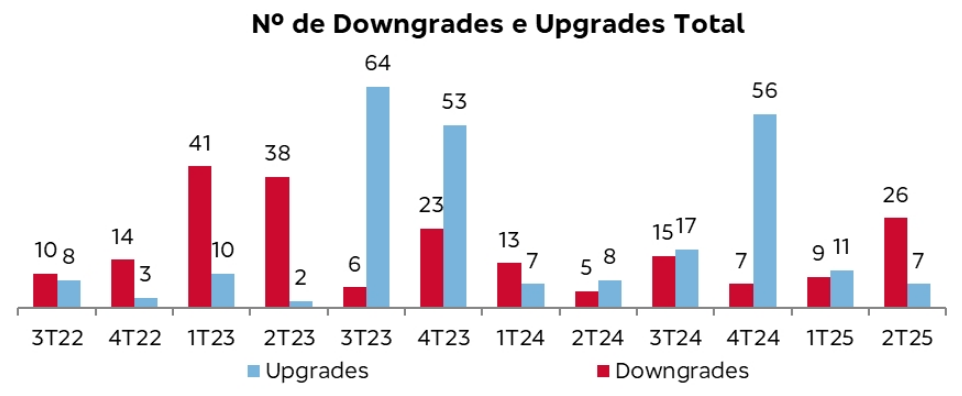 Nº de Downgrades e Upgrades Total
10 8 14 3 41 10 38 2 6 64 23 53 13 7 5 8 15 17 7 56 9 11 26 7
3T22 4T22 1T23 2T23 3T23 4T23 1T24 2T24 3T24 4T24 1T25 2T25
Upgrades Downgrades